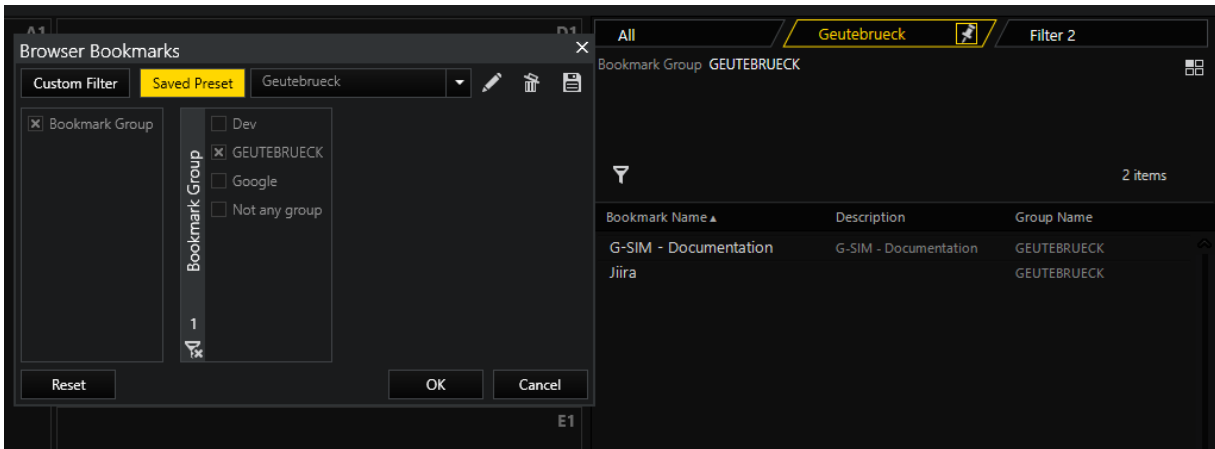 A1
D1
Browser Bookmarks
Custom Filter
Saved Preset
Geutebrueck
Bookmark Group
Bookmark Group
1
Dev
GEUTEBRUECK
Google
Not any group
Reset
OK
Cancel
E1
All
Geutebrueck
Filter 2
Bookmark Group GEUTEBRUECK
2 items
Bookmark Name Description Group Name
G-SIM - Documentation G-SIM - Documentation GEUTEBRUECK
Jiira GEUTEBRUECK